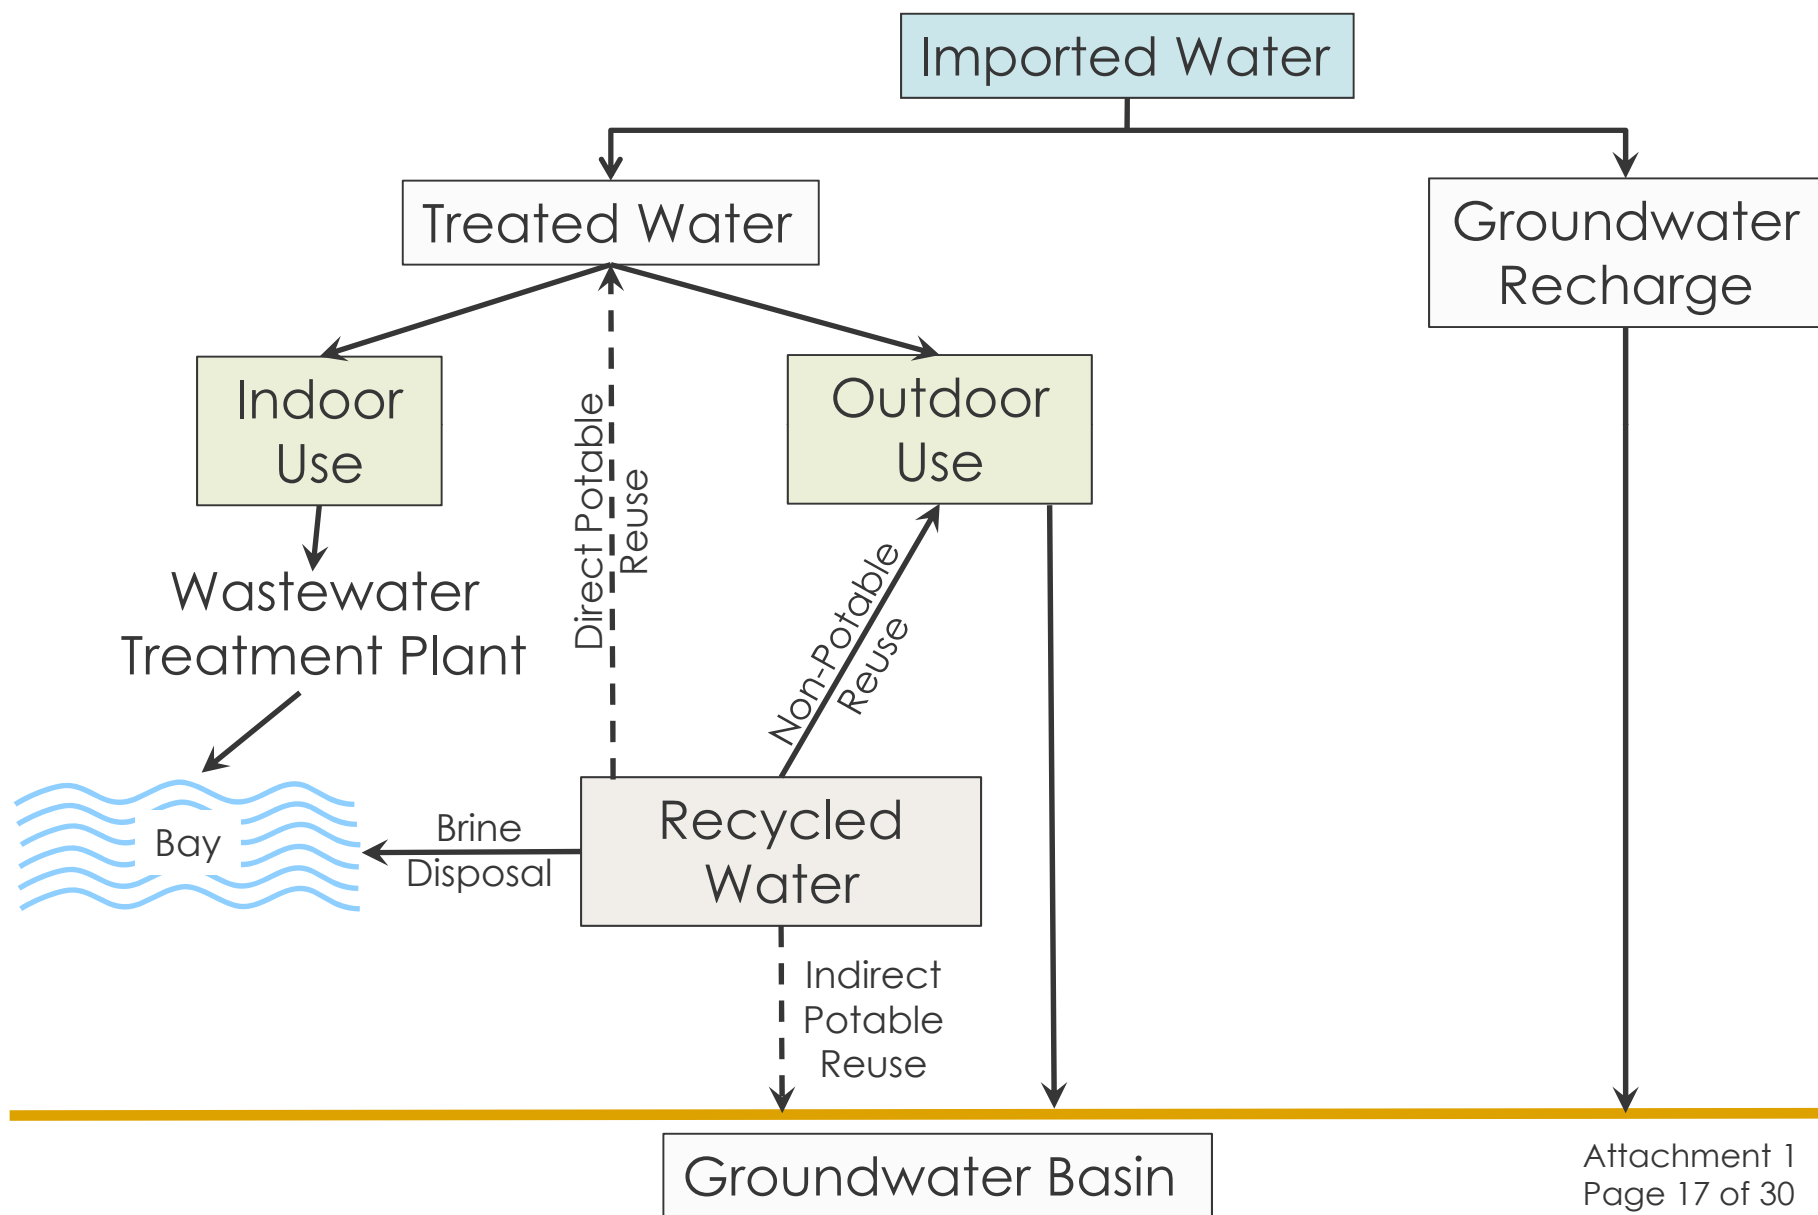 Imported Water
Treated Water
Groundwater
Recharge
Indoor
Use
Outdoor
Use
Direct Potable
Reuse
Non-Potable
Reuse
Wastewater
Treatment Plant
Bay
Brine
Disposal
Recycled
Water
Indirect
Potable
Reuse
Groundwater Basin
Attachment 1
Page 17 of 30